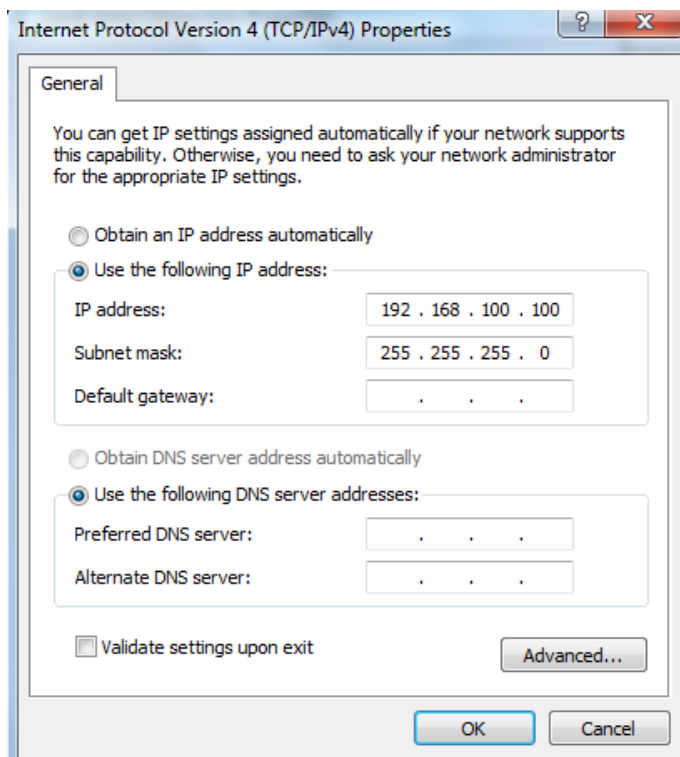 Internet Protocol Version 4 (TCP/IPv4) Properties
?
X
General
You can get IP settings assigned automatically if your network supports
this capability. Otherwise, you need to ask your network administrator
for the appropriate IP settings.
Obtain an IP address automatically
Use the following IP address:
IP address: 192 . 168 . 100 . 100
Subnet mask: 255 . 255 . 255 . 0
Default gateway: . . .
Obtain DNS server address automatically
Use the following DNS server addresses:
Preferred DNS server: . . .
Alternate DNS server: . . .
Validate settings upon exit
Advanced...
OK Cancel